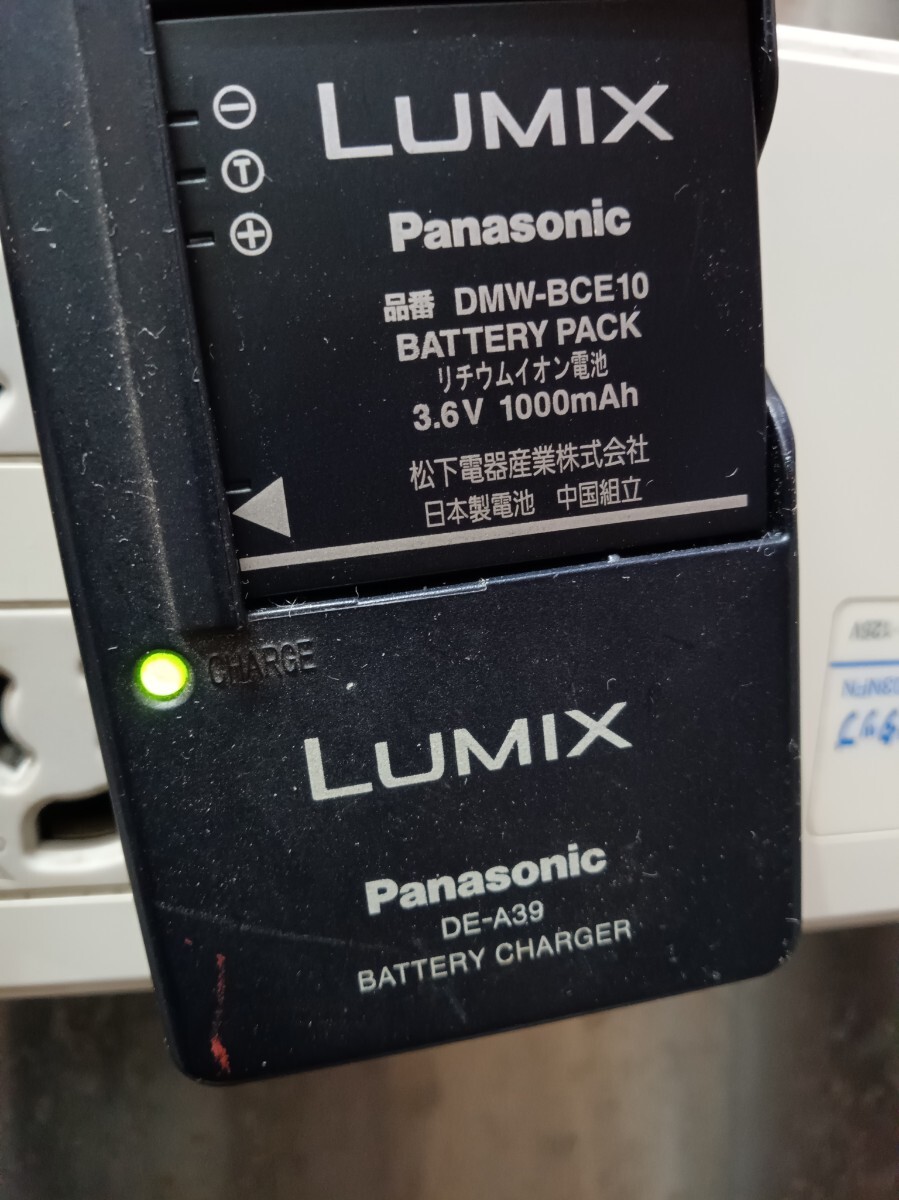 LUMIX
Panasonic
品番 DMW-BCE10
BATTERY PACK
リチウムイオン電池
3.6V 1000mAh
松下電器産業株式会社
日本製電池 中国組立
T
CHARGE
LUMIX
Panasonic
DE-A39
BATTERY CHARGER
125V